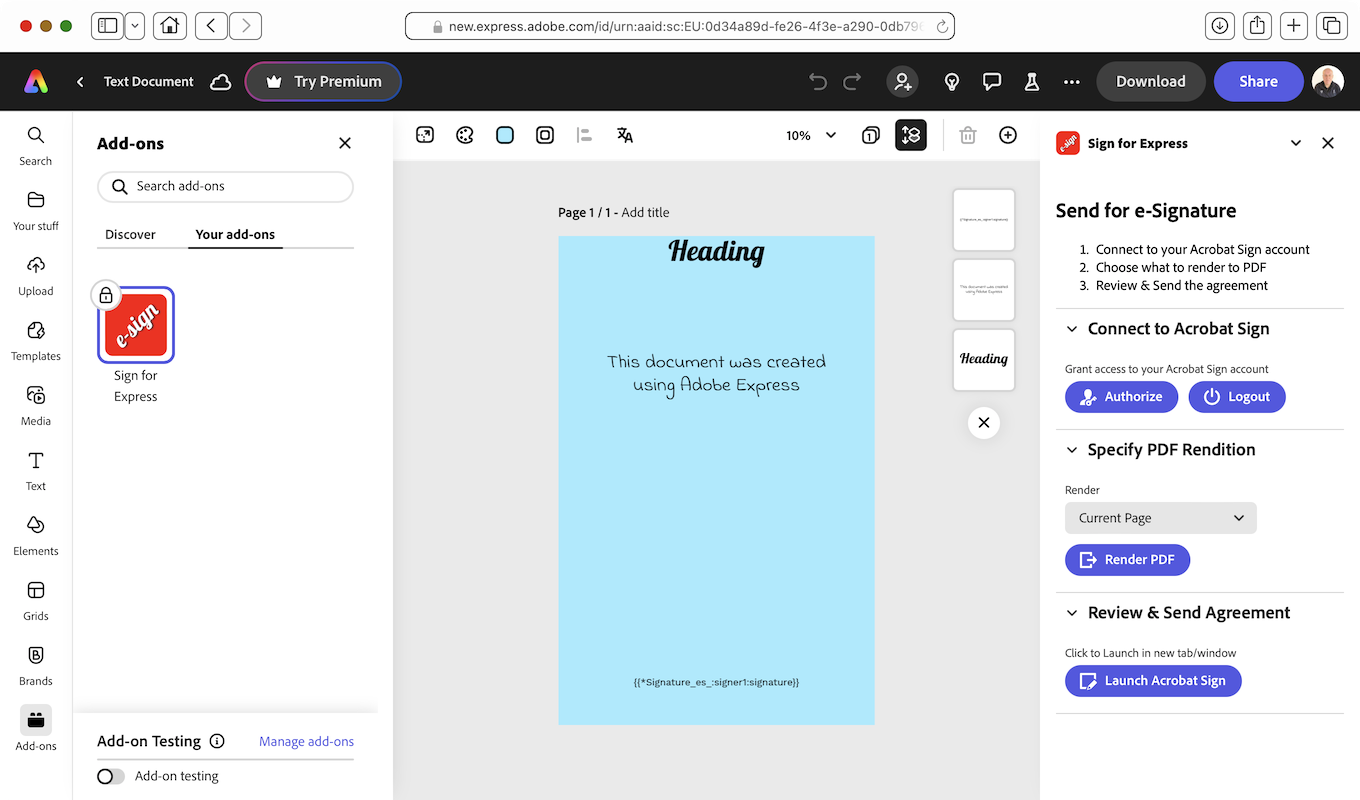 new.express.adobe.com/id/urn:aaid:sc:EU:0d34a89d-fe26-4f3e-a290-0db796
Text Document
Try Premium
Download
Share
Search
Your stuff
Upload
Templates
Media
Text
Elements
Grids
Brands
Add-ons
Add-ons
Search add-ons
Discover
Your add-ons
e-sign
Sign for
Express
Add-on Testing
Manage add-ons
Add-on testing
10%
1
Page 1 / 1 - Add title
Heading
This document was created
using Adobe Express
{{*Signature_es_:signer1:signature}}
{{*Signature_es_:signer1:signature}}
This document was created
using Adobe Express
Heading
e-sign
Sign for Express
Send for e-Signature
1. Connect to your Acrobat Sign account
2. Choose what to render to PDF
3. Review & Send the agreement
Connect to Acrobat Sign
Grant access to your Acrobat Sign account
Authorize
Logout
Specify PDF Rendition
Render
Current Page
Render PDF
Review & Send Agreement
Click to Launch in new tab/window
Launch Acrobat Sign